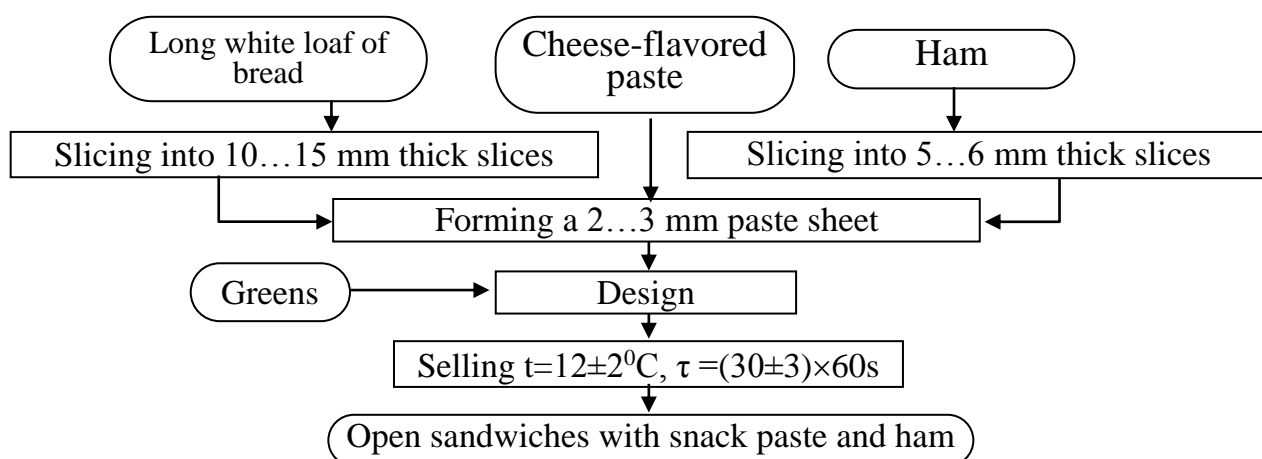 Long white loaf of
bread
Cheese-flavored
paste
Ham
Slicing into 10…15 mm thick slices
Slicing into 5…6 mm thick slices
Forming a 2…3 mm paste sheet
Greens
Design
Selling t=12±2⁰C, τ =(30±3)×60s
Open sandwiches with snack paste and ham